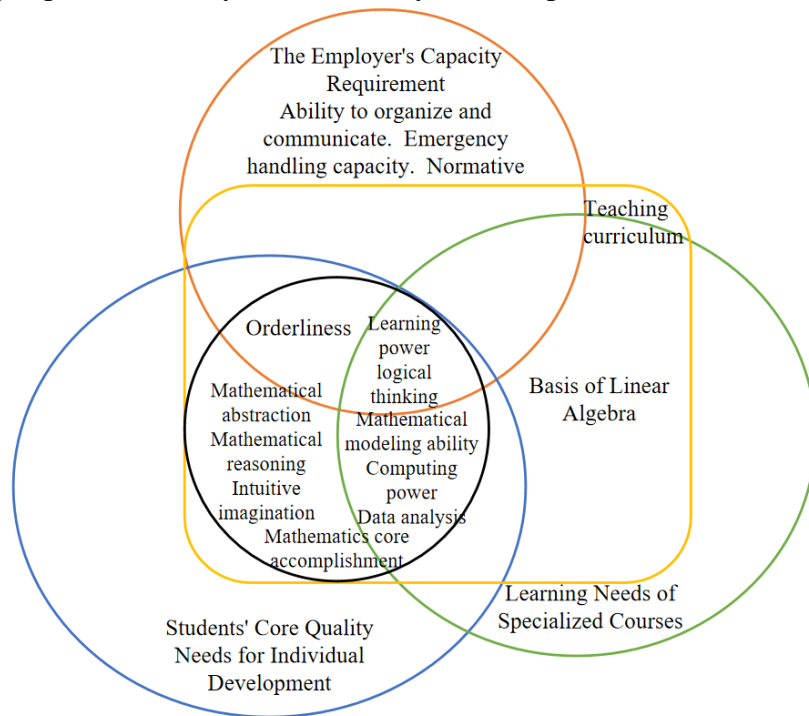 The Employer's Capacity
Requirement
Ability to organize and
communicate. Emergency
handling capacity. Normative
Teaching
curriculum
Orderliness
Learning
power
logical
thinking
Mathematical
abstraction
Mathematical
reasoning
Intuitive
imagination
Mathematical
modeling ability
Computing
power
Data analysis
Mathematics core
accomplishment
Basis of Linear
Algebra
Learning Needs of
Specialized Courses
Students' Core Quality
Needs for Individual
Development